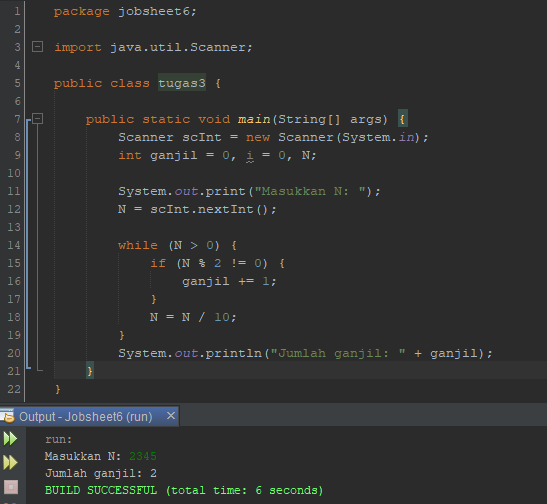 1 package jobsheet6;
2
3 import java.util.Scanner;
4
5 public class tugas3 {
6
7 public static void main(String[] args) {
8 Scanner scInt = new Scanner(System.in);
9 int ganjil = 0, i = 0, N;
10
11 System.out.print("Masukkan N: ");
12 N = scInt.nextInt();
13
14 while (N > 0) {
15 if (N % 2 != 0) {
16 ganjil += 1;
17 }
18 N = N / 10;
19 }
20 System.out.println("Jumlah ganjil: " + ganjil);
21 }
22 }
Output - Jobsheet6 (run) ×
run:
Masukkan N: 2345
Jumlah ganjil: 2
BUILD SUCCESSFUL (total time: 6 seconds)